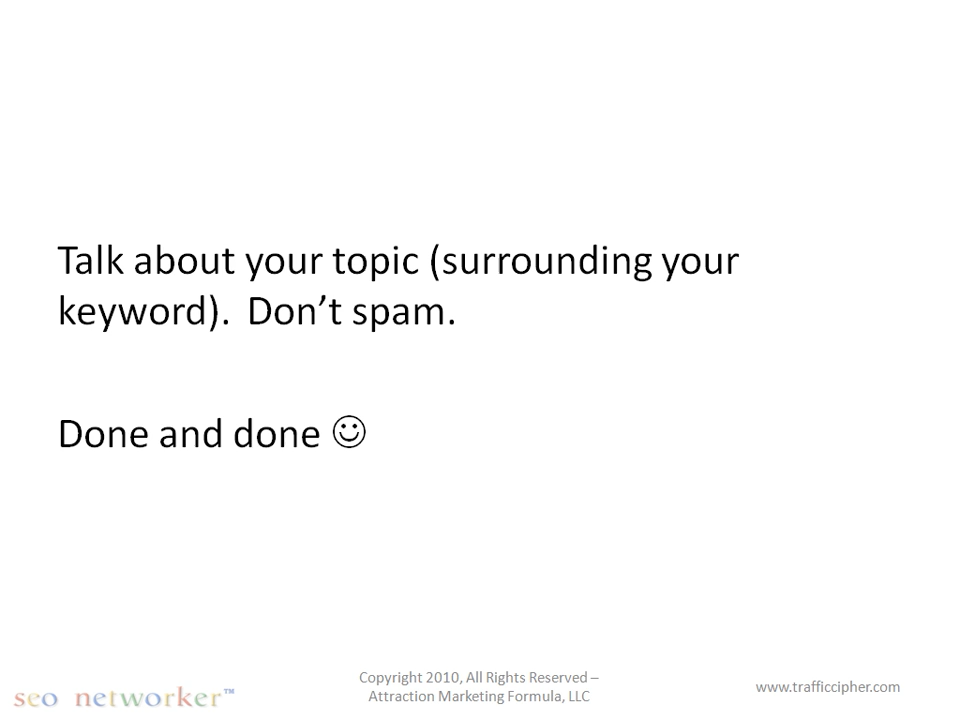 Talk about your topic (surrounding your
keyword).  Don’t spam.
Done and done ☺
seo networker™
Copyright 2010, All Rights Reserved –
Attraction Marketing Formula, LLC
www.trafficcipher.com